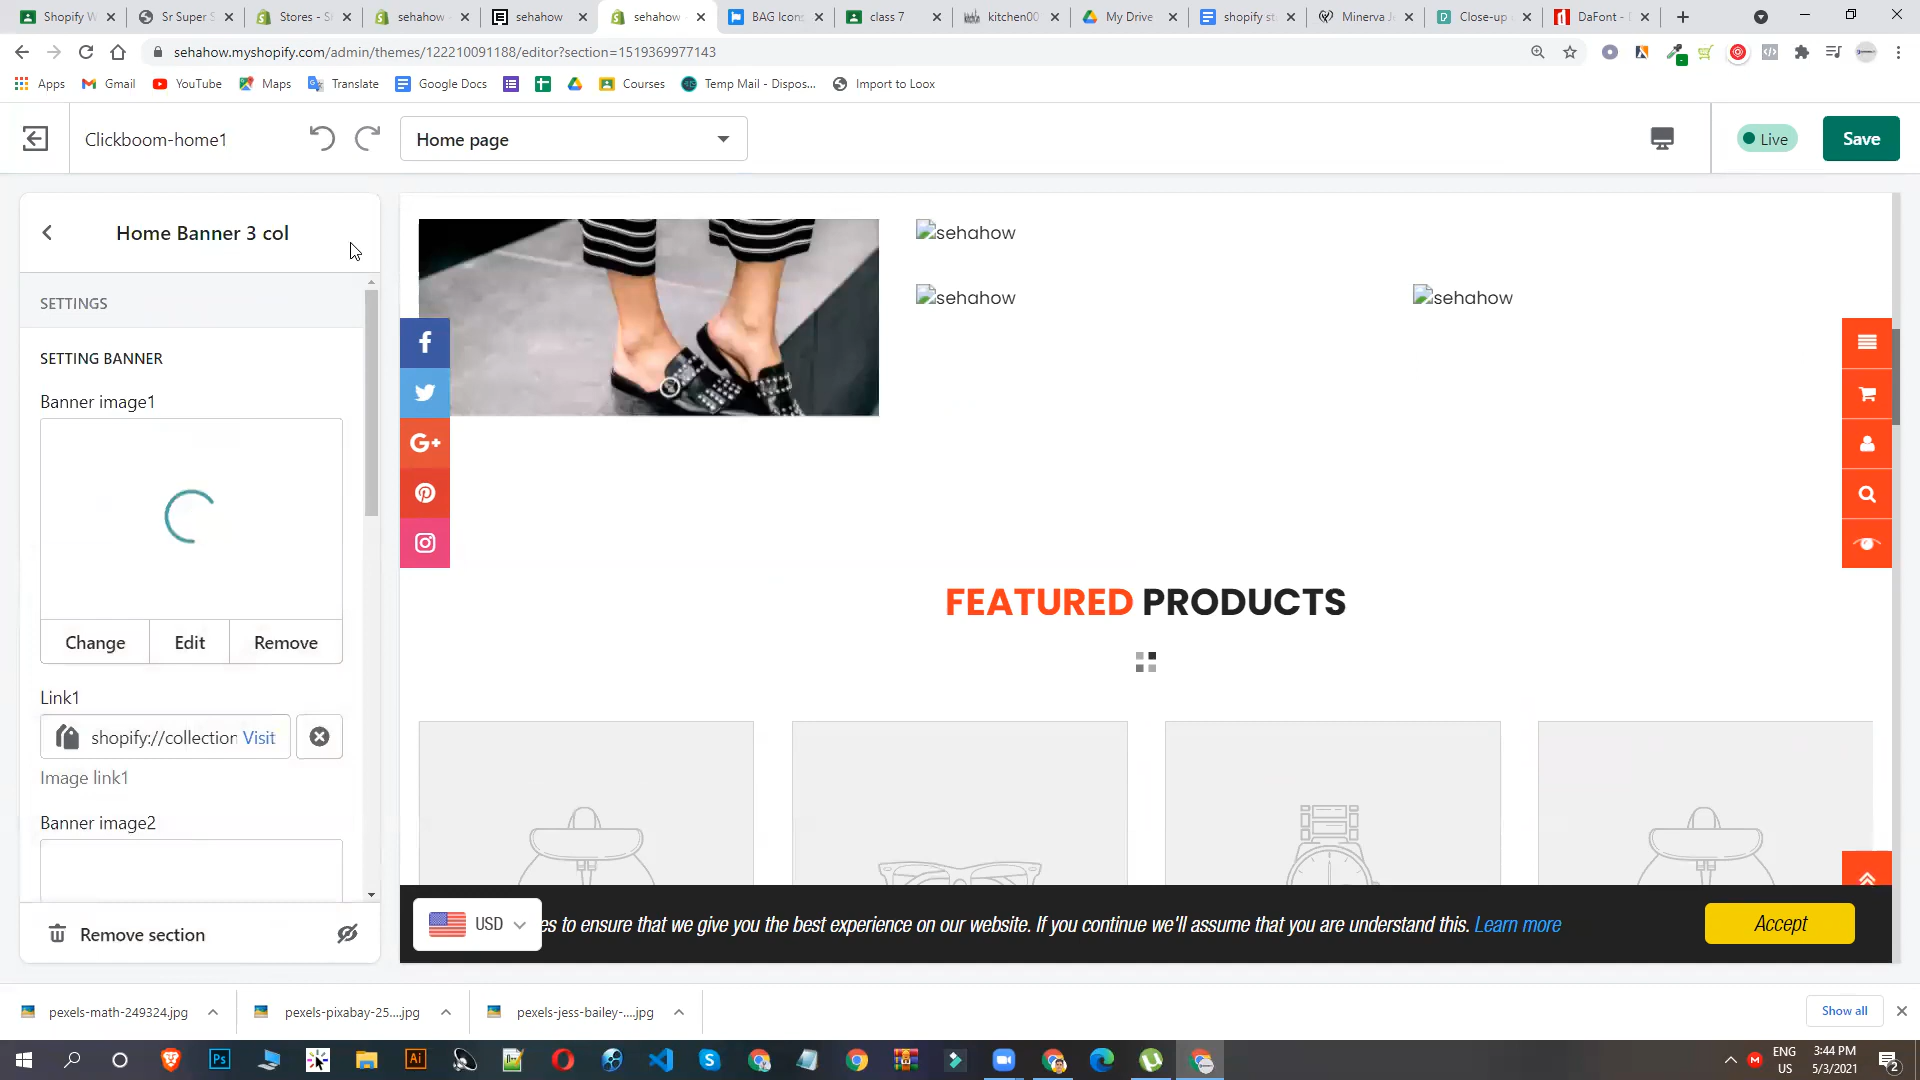 Shopify W
Sr Super S
Stores - S
sehahow -
sehahow
sehahow -
BAG Icons
class 7
kitchen00
My Drive
shopify st
Minerva J
Close-up
DaFont -
sehahow.myshopify.com/admin/themes/122210091188/editor?section=1519369977143
Apps
Gmail
YouTube
Maps
Translate
Google Docs
Courses
Temp Mail - Dispos...
Import to Loox
Clickboom-home1
Home page
Live
Save
Home Banner 3 col
SETTINGS
SETTING BANNER
Banner image1
Change
Edit
Remove
Link1
shopify://collection
Visit
Image link1
Banner image2
Remove section
sehahow
sehahow
sehahow
FEATURED PRODUCTS
USD
es to ensure that we give you the best experience on our website. If you continue we'll assume that you are understand this. Learn more
Accept
pexels-math-249324.jpg
pexels-pixabay-25....jpg
pexels-jess-bailey-....jpg
Show all
ENG
US
3:44 PM
5/3/2021
2